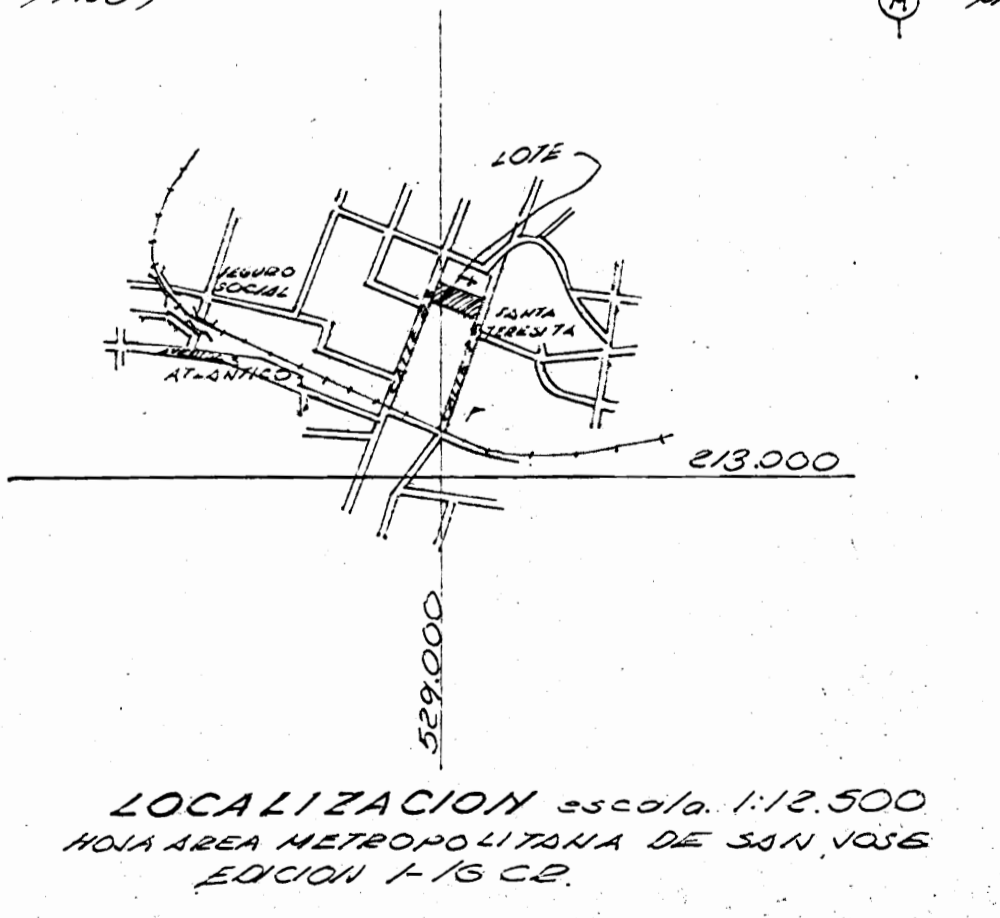 LOTE
SEGURO
SOCIAL
SANTA
TERESITA
ATLANTICO
213.000
529.000
LOCALIZACION escala 1:12.500
HOJA AREA METROPOLITANA DE SAN JOSE
EDICION 1-IGCR.